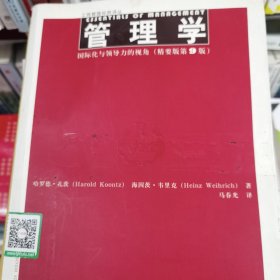 ESSENTIALS OF MANAGEMENT
管理学
国际化与领导力的视角（精要版第9版）
哈罗德·孔茨（Harold Koontz） 海因茨·韦里克（Heinz Weihrich） 著
马春光 译